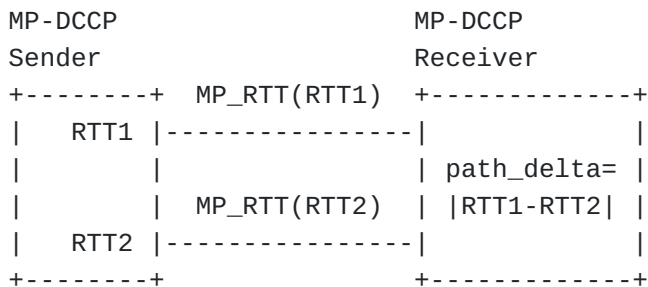 MP-DCCP                   MP-DCCP
Sender                    Receiver
+--------+  MP_RTT(RTT1)  +-------------+
|   RTT1 |----------------|             |
|        |                | path_delta= |
|        |  MP_RTT(RTT2)  | |RTT1-RTT2| |
|   RTT2 |----------------|             |
+--------+                +-------------+